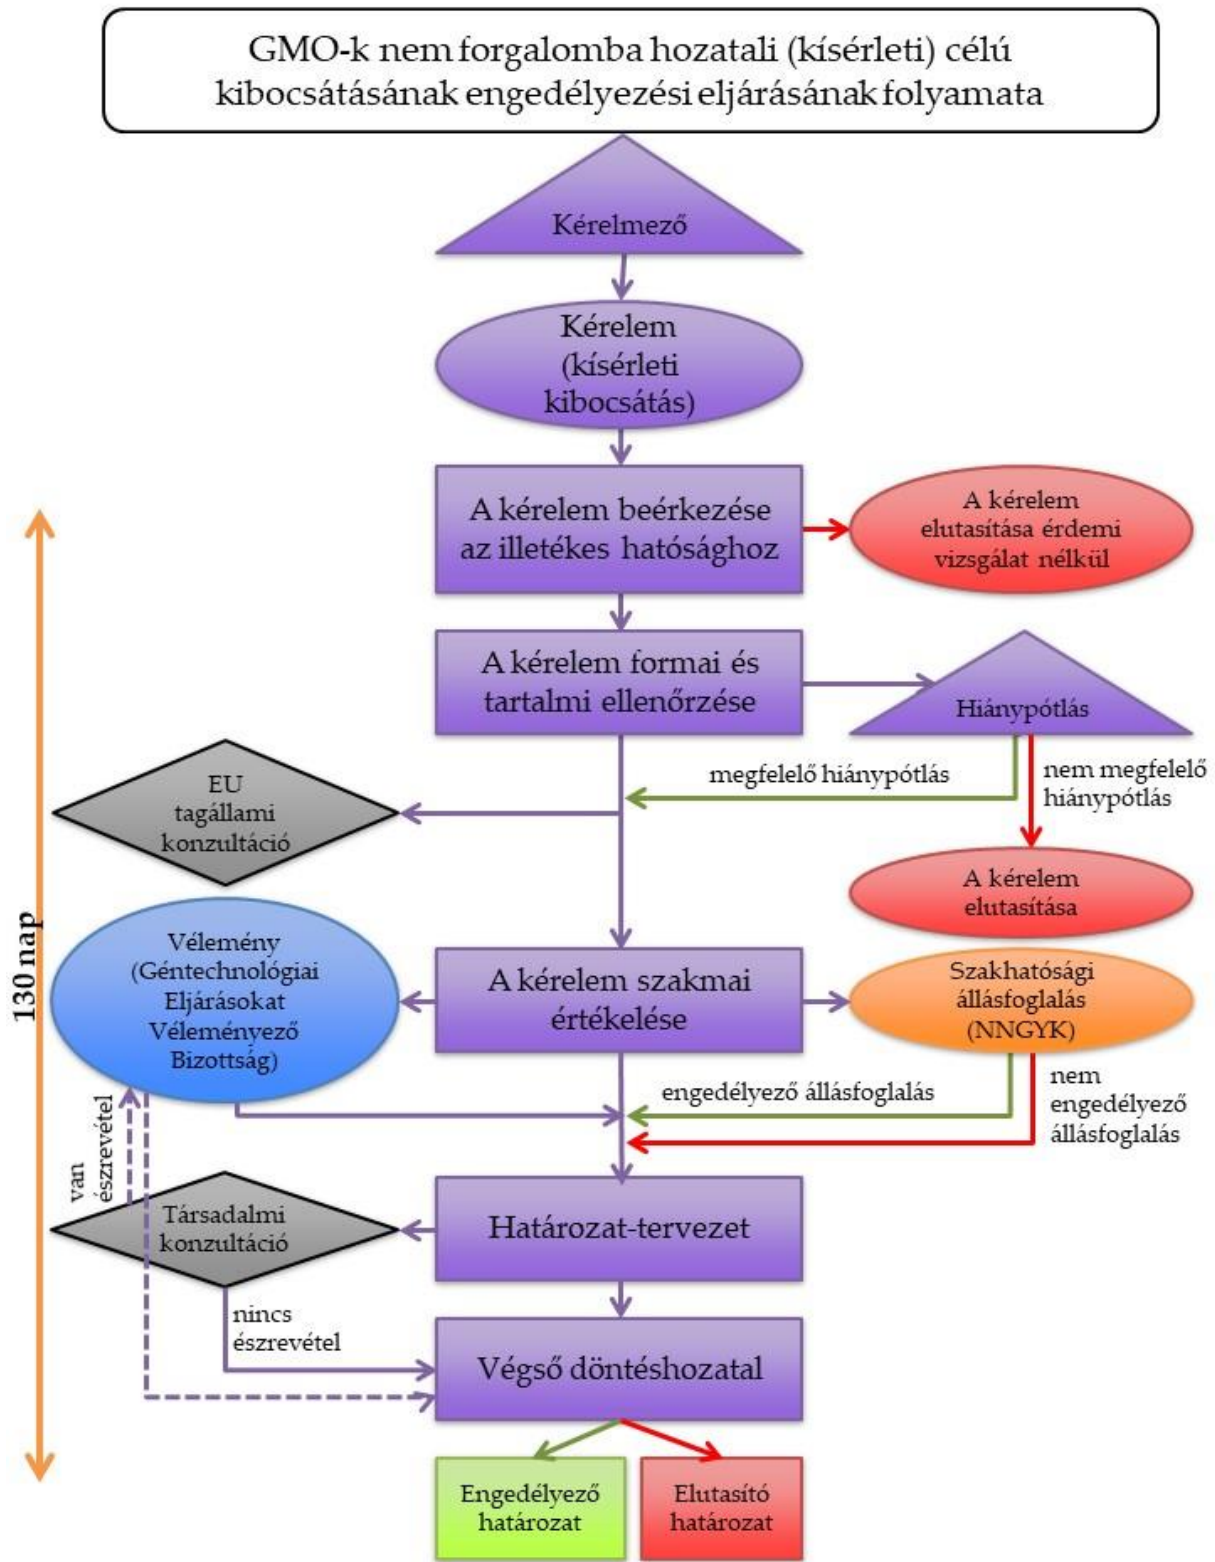 GMO-k nem forgalomba hozatali (kísérleti) célú
kibocsátásának engedélyezési eljárásának folyamata
Kérelmező
Kérelem
(kísérleti
kibocsátás)
A kérelem beérkezése
az illetékes hatósághoz
A kérelem
elutasítása érdemi
vizsgálat nélkül
A kérelem formai és
tartalmi ellenőrzése
Hiánypótlás
megfelelő hiánypótlás
nem megfelelő
hiánypótlás
EU
tagállami
konzultáció
A kérelem
elutasítása
130 nap
Vélemény
(Géntechnológiai
Eljárásokat
Véleményező
Bizottság)
A kérelem szakmai
értékelése
Szakhatósági
állásfoglalás
(NNGYK)
engedélyező állásfoglalás
nem
engedélyező
állásfoglalás
van
észrevétel
Társadalmi
konzultáció
Határozat-tervezet
nincs
észrevétel
Végső döntéshozatal
Engedélyező
határozat
Elutasító
határozat